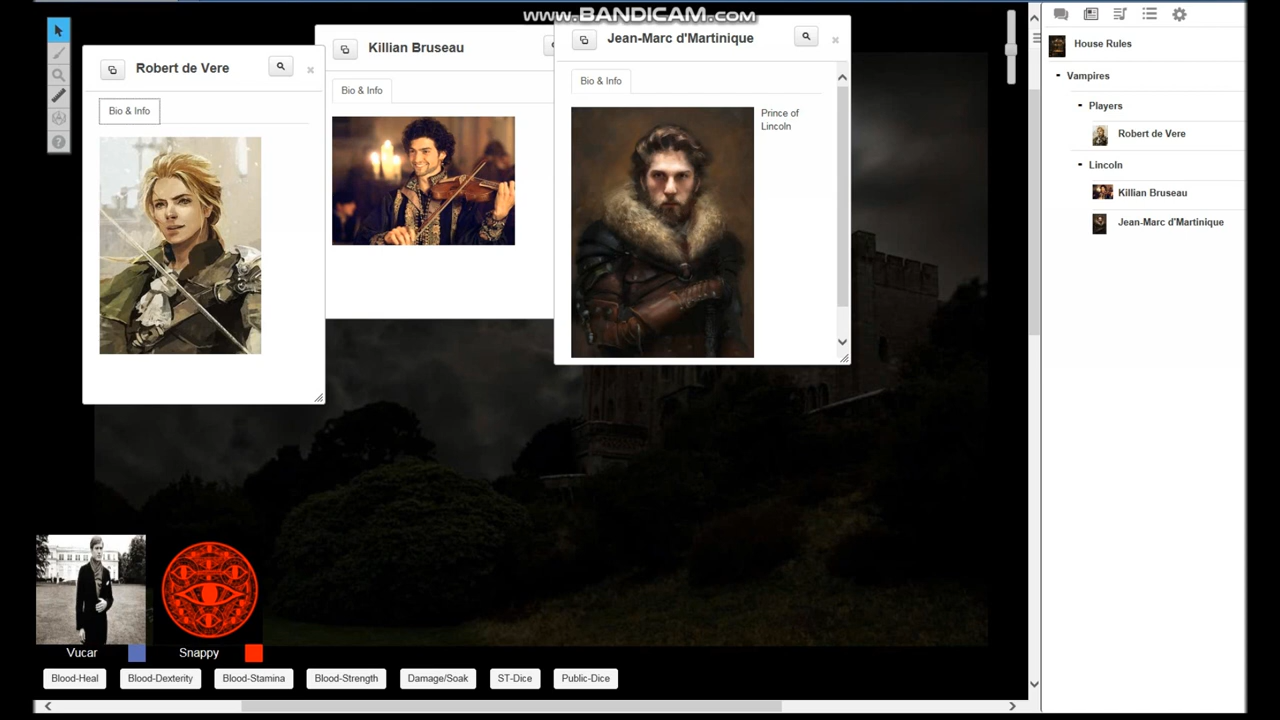 www.BANDICAM.com
Robert de Vere
Bio & Info
Killian Bruseau
Bio & Info
Jean-Marc d'Martinique
Bio & Info
Prince of
Lincoln
House Rules
Vampires
Players
Robert de Vere
Lincoln
Killian Bruseau
Jean-Marc d'Martinique
Vucar
Snappy
Blood-Heal
Blood-Dexterity
Blood-Stamina
Blood-Strength
Damage/Soak
ST-Dice
Public-Dice